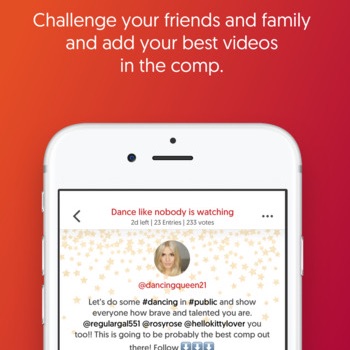 Challenge your friends and family
and add your best videos
in the comp.
Dance like nobody is watching
2d left | 23 Entries | 233 votes
@dancingqueen21
Let's do some #dancing in #public and show
everyone how brave and talented you are.
@regulargal551 @rosyrose @hellokittylover you
too!! This is going to be probably the best comp out
there! Follow ⬇️⬇️⬇️